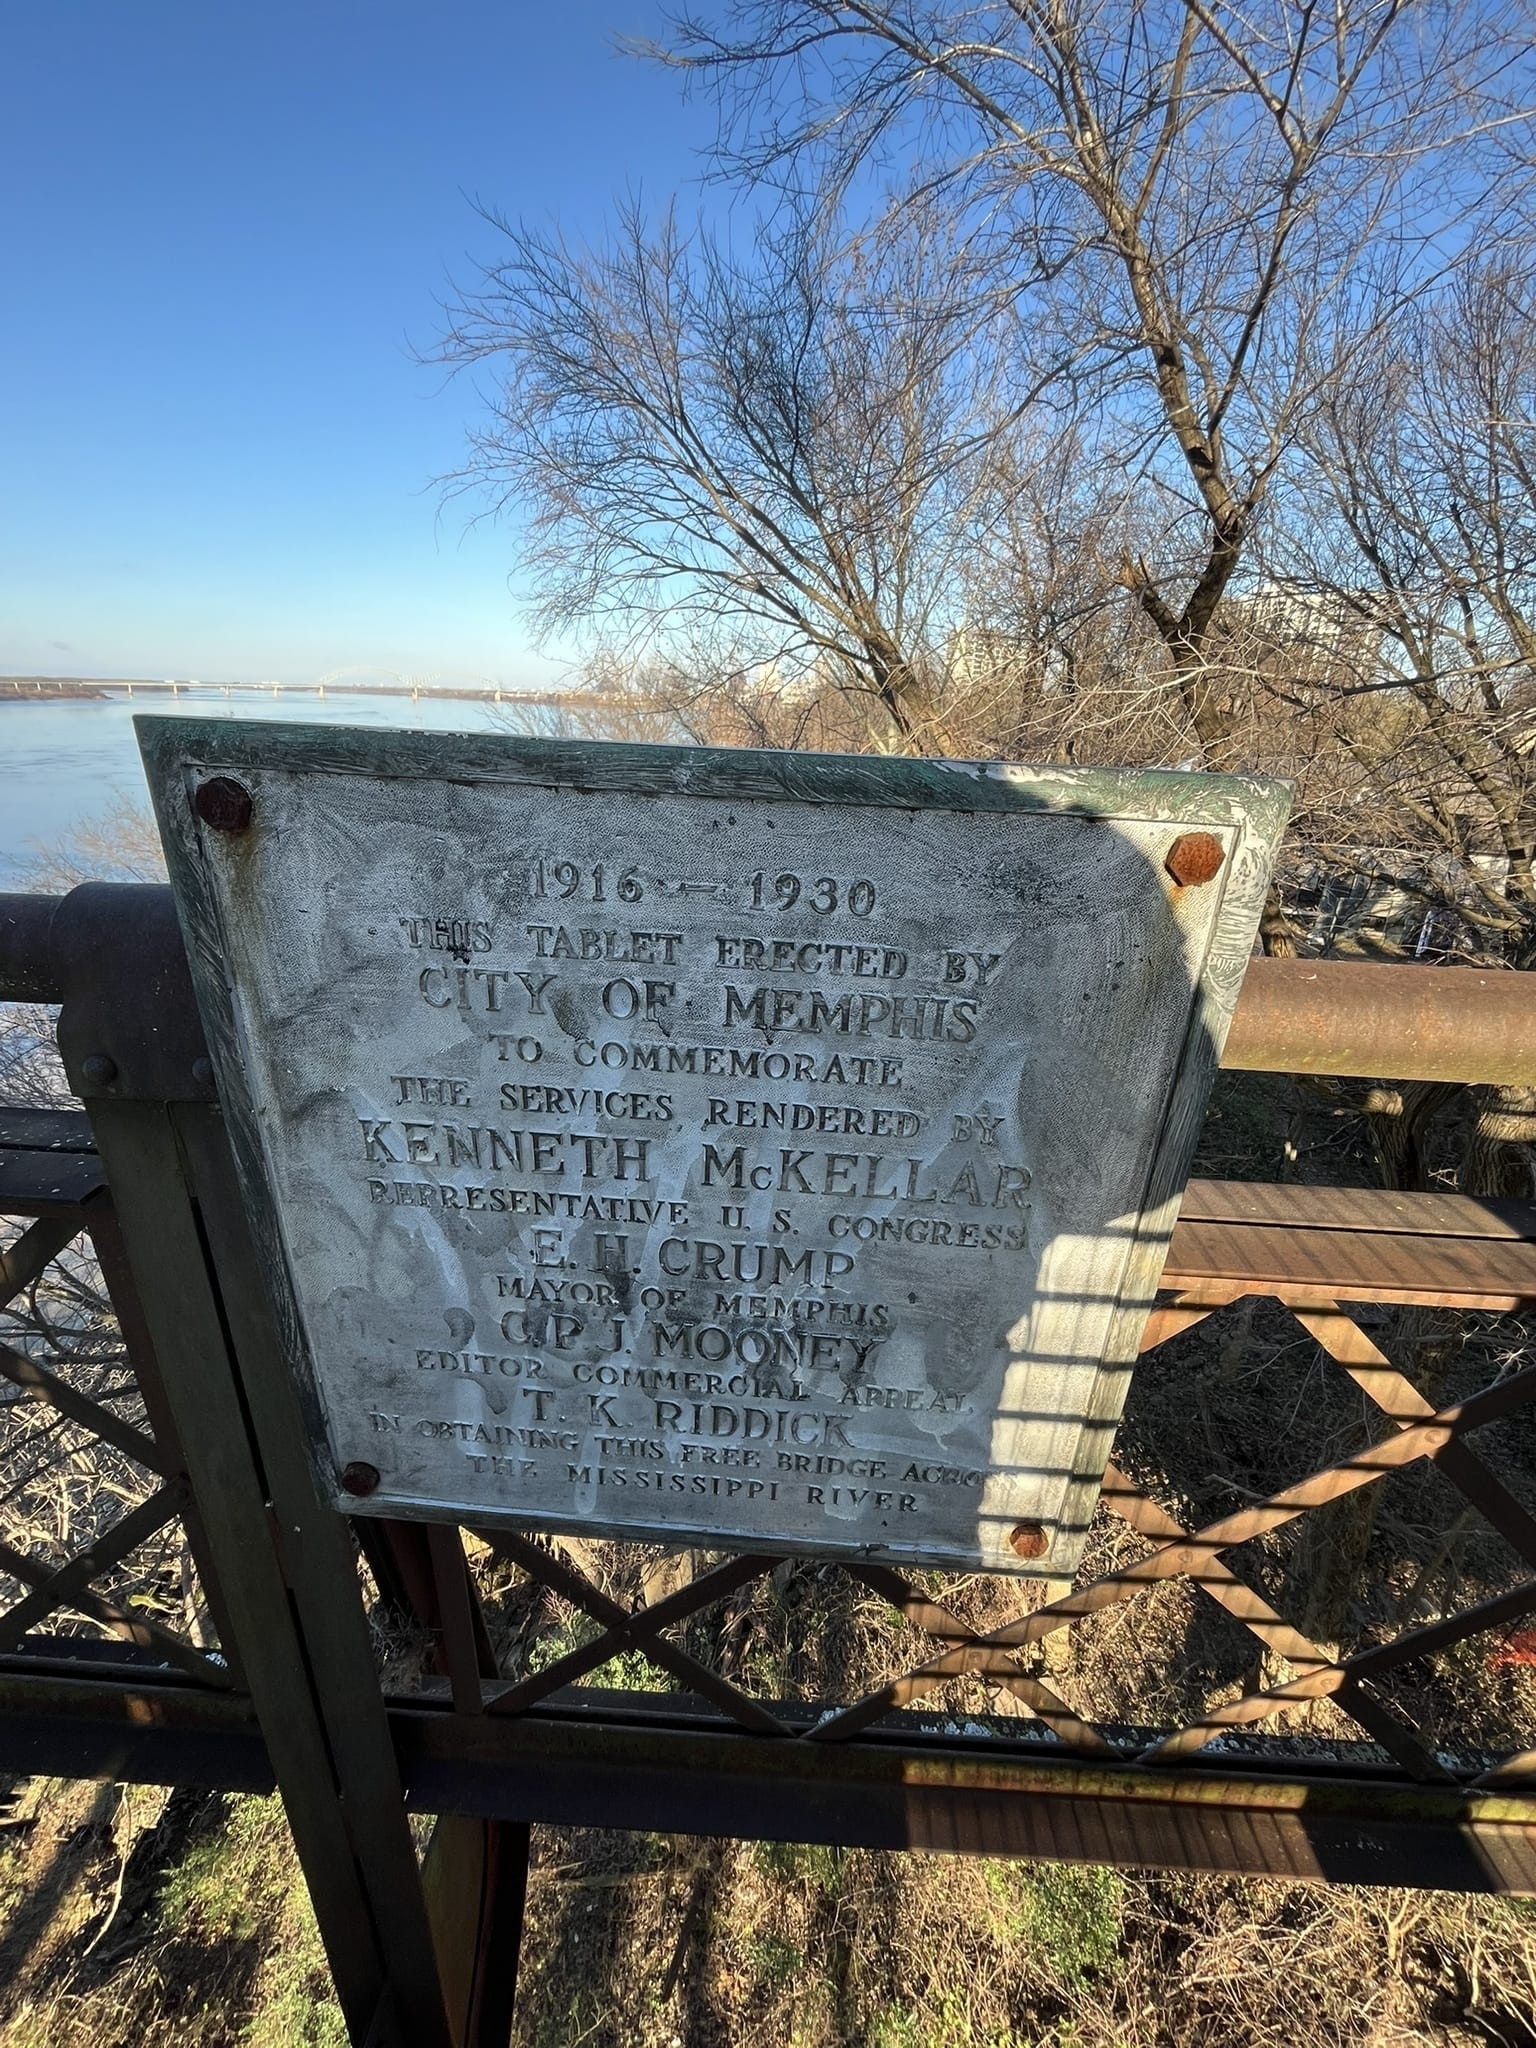 1916 — 1930
THIS TABLET ERECTED BY
CITY OF MEMPHIS
TO COMMEMORATE
THE SERVICES RENDERED BY
KENNETH McKELLAR
REPRESENTATIVE U. S. CONGRESS
E. H. CRUMP
MAYOR OF MEMPHIS
C. P. J. MOONEY
EDITOR COMMERCIAL APPEAL
T. K. RIDDICK
IN OBTAINING THIS FREE BRIDGE ACROSS
THE MISSISSIPPI RIVER